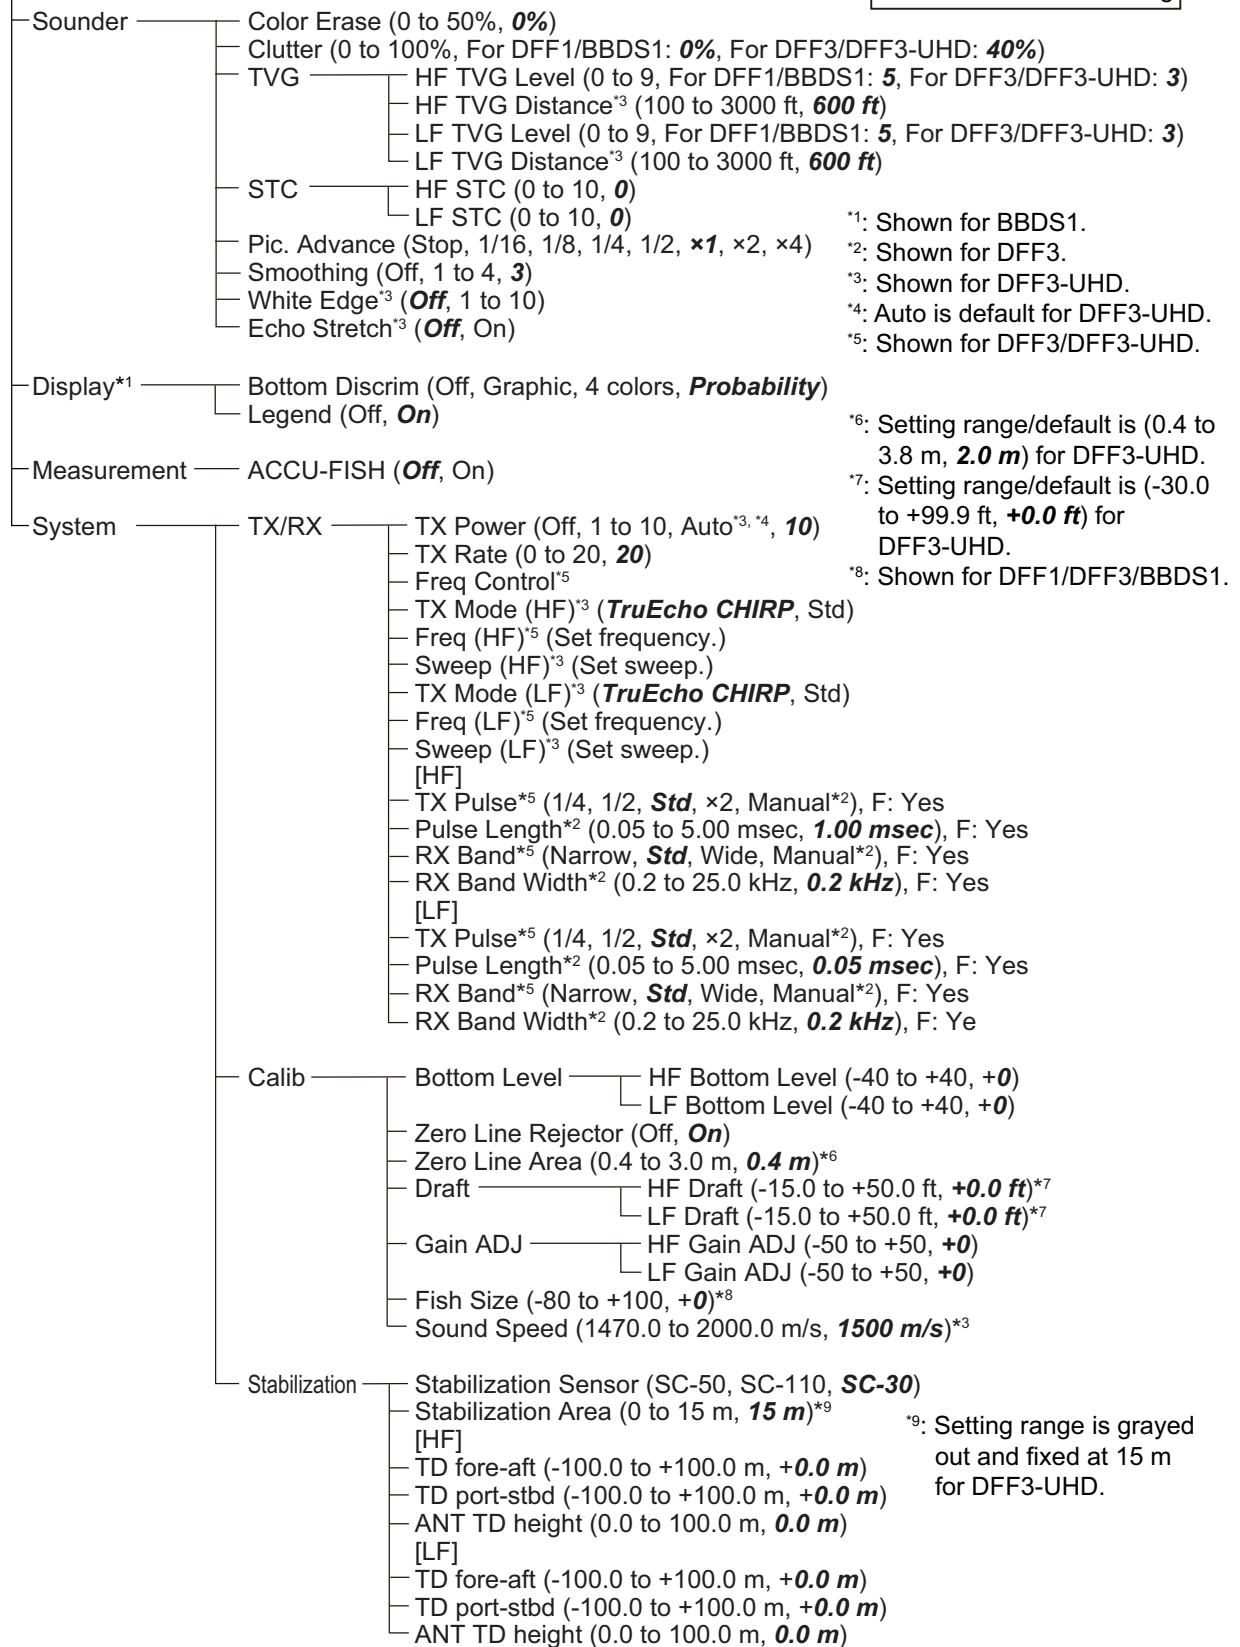 Sounder
Color Erase (0 to 50%, 0%)
Clutter (0 to 100%, For DFF1/BBDS1: 0%, For DFF3/DFF3-UHD: 40%)
TVG
HF TVG Level (0 to 9, For DFF1/BBDS1: 5, For DFF3/DFF3-UHD: 3)
HF TVG Distance*3 (100 to 3000 ft, 600 ft)
LF TVG Level (0 to 9, For DFF1/BBDS1: 5, For DFF3/DFF3-UHD: 3)
LF TVG Distance*3 (100 to 3000 ft, 600 ft)
STC
HF STC (0 to 10, 0)
LF STC (0 to 10, 0)
Pic. Advance (Stop, 1/16, 1/8, 1/4, 1/2, ×1, ×2, ×4)
Smoothing (Off, 1 to 4, 3)
White Edge*3 (Off, 1 to 10)
Echo Stretch*3 (Off, On)
*1: Shown for BBDS1.
*2: Shown for DFF3.
*3: Shown for DFF3-UHD.
*4: Auto is default for DFF3-UHD.
*5: Shown for DFF3/DFF3-UHD.
Display*1
Bottom Discrim (Off, Graphic, 4 colors, Probability)
Legend (Off, On)
Measurement
ACCU-FISH (Off, On)
*6: Setting range/default is (0.4 to
3.8 m, 2.0 m) for DFF3-UHD.
*7: Setting range/default is (-30.0
to +99.9 ft, +0.0 ft) for
DFF3-UHD.
*8: Shown for DFF1/DFF3/BBDS1.
System
TX/RX
TX Power (Off, 1 to 10, Auto*3, *4, 10)
TX Rate (0 to 20, 20)
Freq Control*5
TX Mode (HF)*3 (TruEcho CHIRP, Std)
Freq (HF)*5 (Set frequency.)
Sweep (HF)*3 (Set sweep.)
TX Mode (LF)*3 (TruEcho CHIRP, Std)
Freq (LF)*5 (Set frequency.)
Sweep (LF)*3 (Set sweep.)
[HF]
TX Pulse*5 (1/4, 1/2, Std, ×2, Manual*2), F: Yes
Pulse Length*2 (0.05 to 5.00 msec, 1.00 msec), F: Yes
RX Band*5 (Narrow, Std, Wide, Manual*2), F: Yes
RX Band Width*2 (0.2 to 25.0 kHz, 0.2 kHz), F: Yes
[LF]
TX Pulse*5 (1/4, 1/2, Std, ×2, Manual*2), F: Yes
Pulse Length*2 (0.05 to 5.00 msec, 0.05 msec), F: Yes
RX Band*5 (Narrow, Std, Wide, Manual*2), F: Yes
RX Band Width*2 (0.2 to 25.0 kHz, 0.2 kHz), F: Ye
Calib
Bottom Level
HF Bottom Level (-40 to +40, +0)
LF Bottom Level (-40 to +40, +0)
Zero Line Rejector (Off, On)
Zero Line Area (0.4 to 3.0 m, 0.4 m)*6
Draft
HF Draft (-15.0 to +50.0 ft, +0.0 ft)*7
LF Draft (-15.0 to +50.0 ft, +0.0 ft)*7
Gain ADJ
HF Gain ADJ (-50 to +50, +0)
LF Gain ADJ (-50 to +50, +0)
Fish Size (-80 to +100, +0)*8
Sound Speed (1470.0 to 2000.0 m/s, 1500 m/s)*3
Stabilization
Stabilization Sensor (SC-50, SC-110, SC-30)
Stabilization Area (0 to 15 m, 15 m)*9
[HF]
TD fore-aft (-100.0 to +100.0 m, +0.0 m)
TD port-stbd (-100.0 to +100.0 m, +0.0 m)
ANT TD height (0.0 to 100.0 m, 0.0 m)
[LF]
TD fore-aft (-100.0 to +100.0 m, +0.0 m)
TD port-stbd (-100.0 to +100.0 m, +0.0 m)
ANT TD height (0.0 to 100.0 m, 0.0 m)
*9: Setting range is grayed
out and fixed at 15 m
for DFF3-UHD.